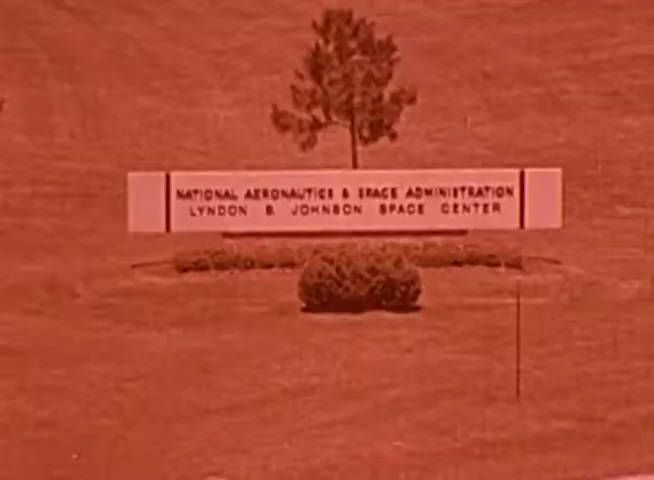 NATIONAL AERONAUTICS & SPACE ADMINISTRATION
LYNDON B. JOHNSON SPACE CENTER